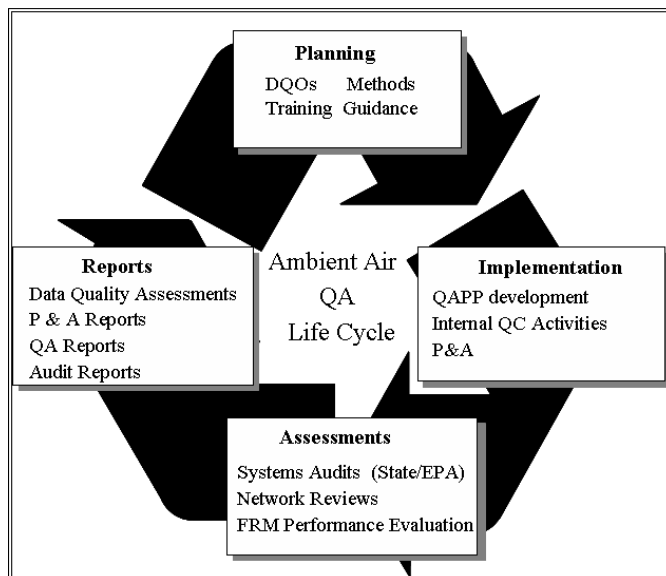 Planning
DQOs Methods
Training Guidance
Ambient Air
QA
Life Cycle
Implementation
QAPP development
Internal QC Activities
P&A
Assessments
Systems Audits (State/EPA)
Network Reviews
FRM Performance Evaluation
Reports
Data Quality Assessments
P & A Reports
QA Reports
Audit Reports